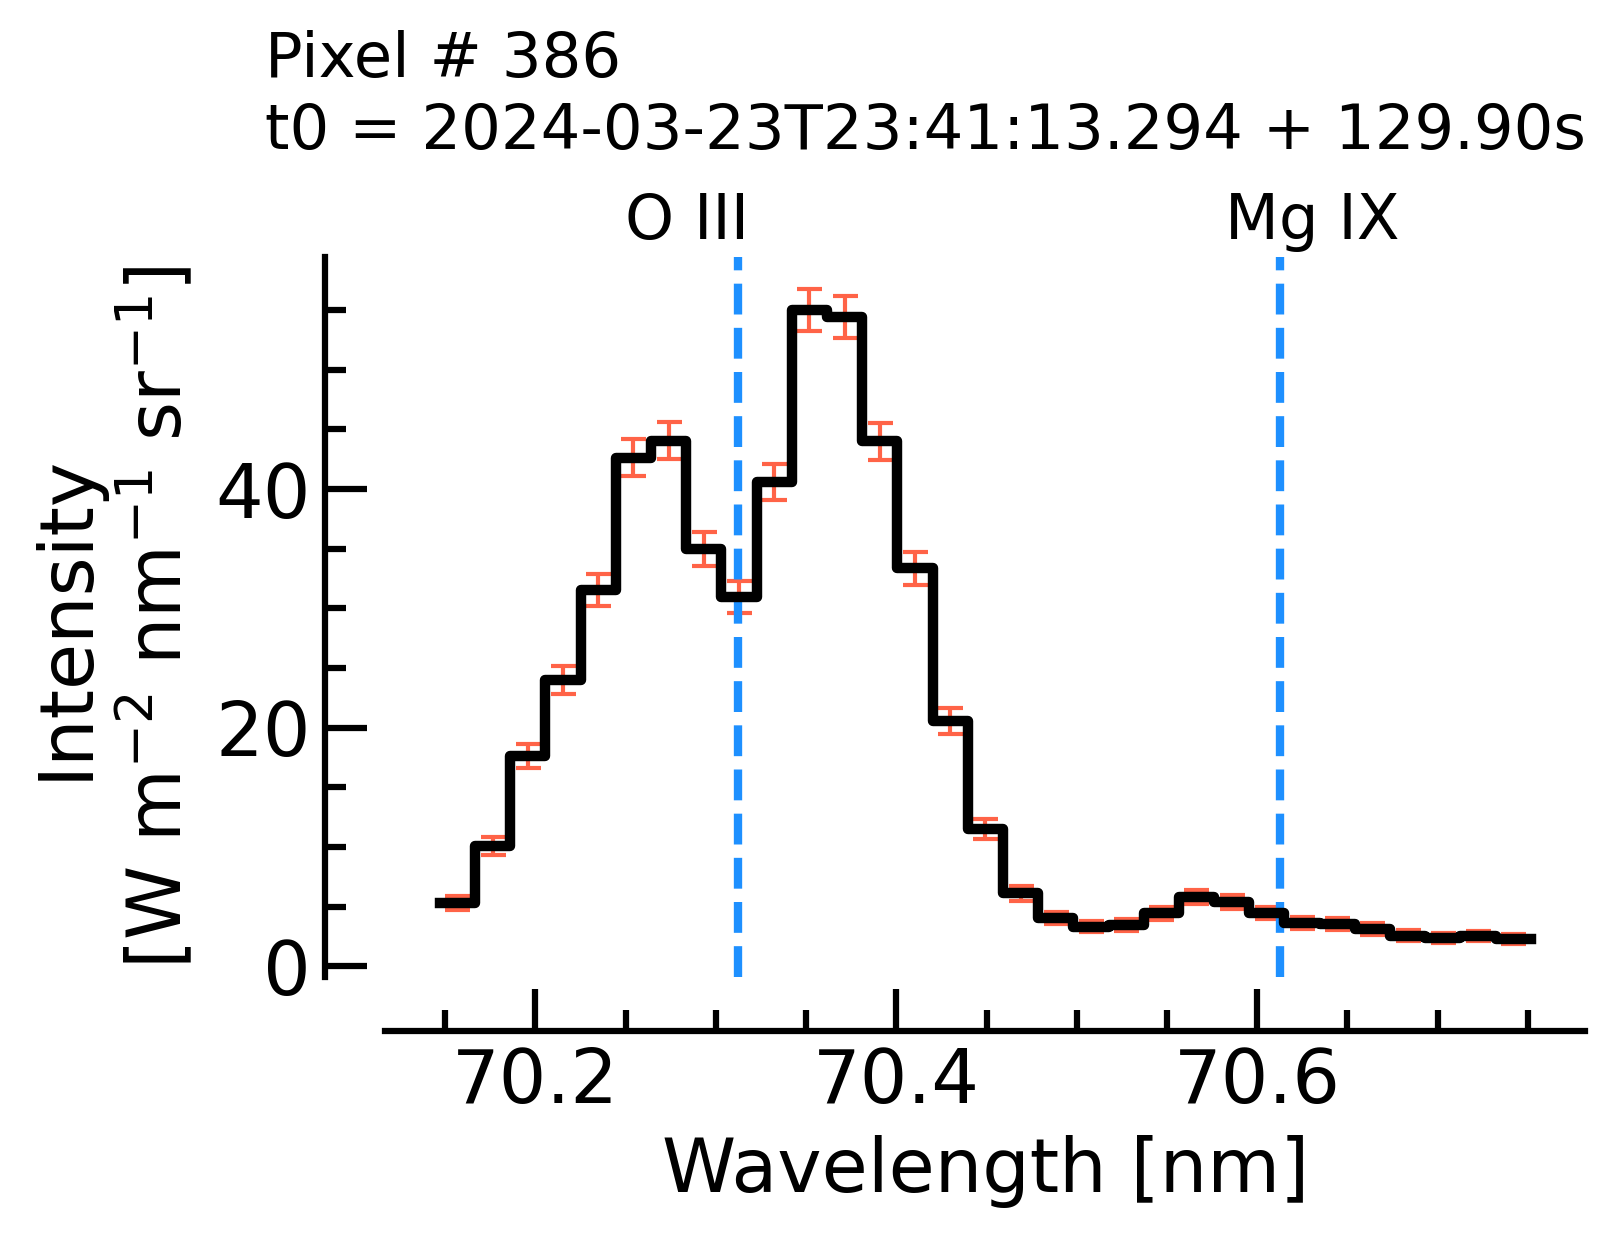 Pixel # 386
t0 = 2024-03-23T23:41:13.294 + 129.90s
O III
Mg IX
Intensity
[W m⁻² nm⁻¹ sr⁻¹]
40
20
0
70.2
70.4
70.6
Wavelength [nm]